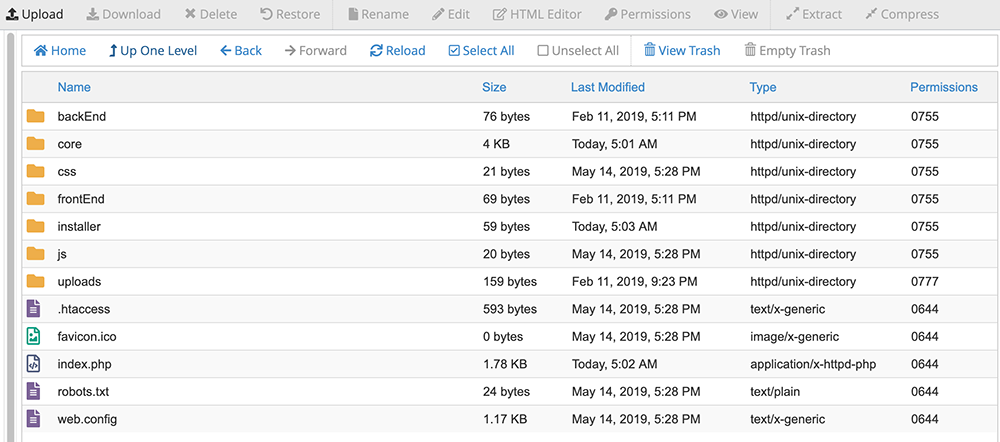 Upload Download Delete Restore Rename Edit HTML Editor Permissions View Extract Compress
Home Up One Level Back Forward Reload Select All Unselect All View Trash Empty Trash
Name Size Last Modified Type Permissions
backEnd 76 bytes Feb 11, 2019, 5:11 PM httpd/unix-directory 0755
core 4 KB Today, 5:01 AM httpd/unix-directory 0755
css 21 bytes May 14, 2019, 5:28 PM httpd/unix-directory 0755
frontEnd 69 bytes Feb 11, 2019, 5:11 PM httpd/unix-directory 0755
installer 59 bytes Today, 5:03 AM httpd/unix-directory 0755
js 20 bytes May 14, 2019, 5:28 PM httpd/unix-directory 0755
uploads 159 bytes Feb 11, 2019, 9:23 PM httpd/unix-directory 0777
.htaccess 593 bytes May 14, 2019, 5:28 PM text/x-generic 0644
favicon.ico 0 bytes May 14, 2019, 5:28 PM image/x-generic 0644
index.php 1.78 KB Today, 5:02 AM application/x-httpd-php 0644
robots.txt 24 bytes May 14, 2019, 5:28 PM text/plain 0644
web.config 1.17 KB May 14, 2019, 5:28 PM text/x-generic 0644